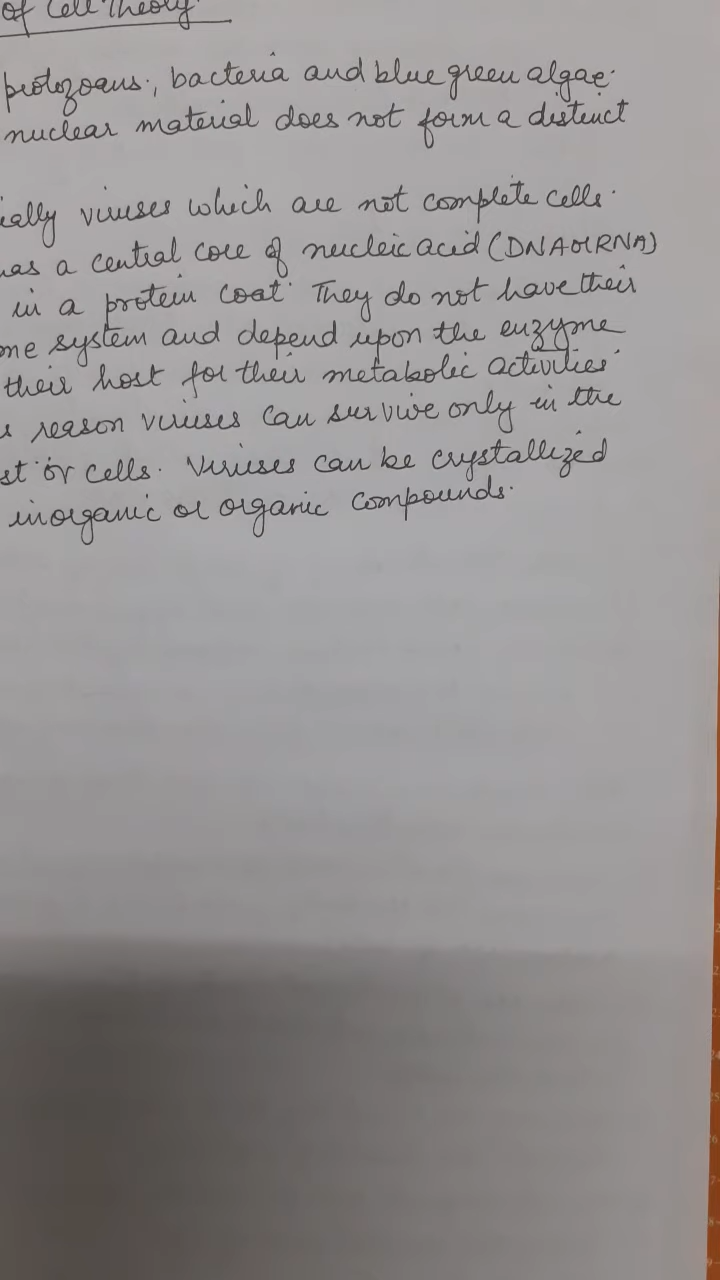 of Cell Theory.
protozoans, bacteria and blue green algae.
nuclear material does not form a distinct
ially viruses which are not complete cells.
has a central core of nucleic acid (DNA or RNA)
in a protein coat. They do not have their
me system and depend upon the enzyme
their host for their metabolic activities.
s reason viruses can survive only in the
st or cells. Viruses can be crystallized
inorganic or organic compounds.